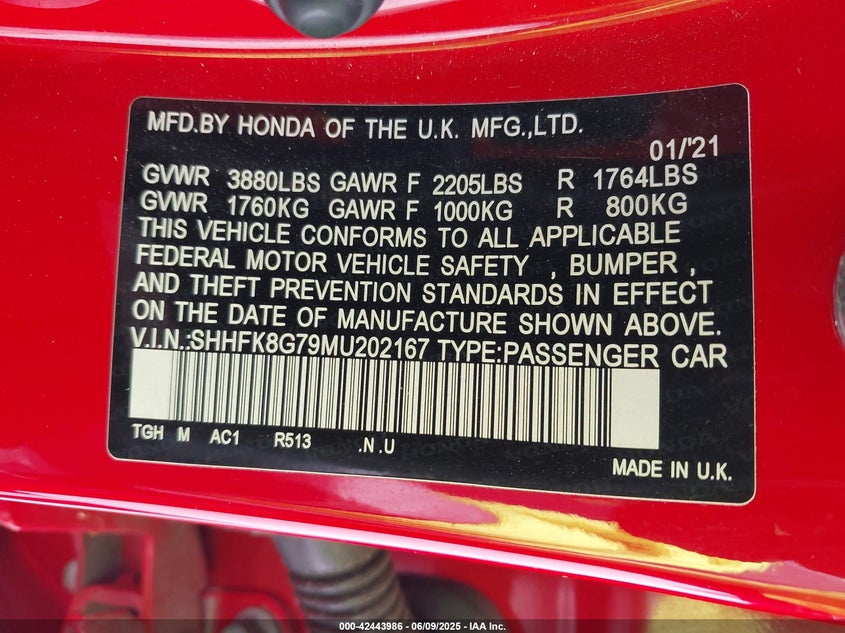 MFD.BY HONDA OF THE U.K. MFG.,LTD.
01/'21
GVWR 3880LBS GAWR F 2205LBS R 1764LBS
GVWR 1760KG GAWR F 1000KG R 800KG
THIS VEHICLE CONFORMS TO ALL APPLICABLE
FEDERAL MOTOR VEHICLE SAFETY , BUMPER ,
AND THEFT PREVENTION STANDARDS IN EFFECT
ON THE DATE OF MANUFACTURE SHOWN ABOVE.
V.I.N.:SHHFK8G79MU202167 TYPE:PASSENGER CAR
TGH M AC1 R513 .N .U
MADE IN U.K.
000-42443986 - 06/09/2025 - IAA Inc.